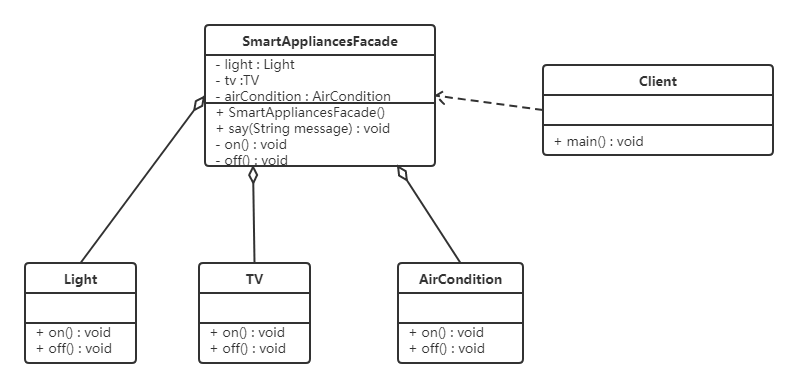 SmartAppliancesFacade
- light : Light
- tv :TV
- airCondition : AirCondition
+ SmartAppliancesFacade()
+ say(String message) : void
- on() : void
- off() : void
Client
+ main() : void
Light
+ on() : void
+ off() : void
TV
+ on() : void
+ off() : void
AirCondition
+ on() : void
+ off() : void